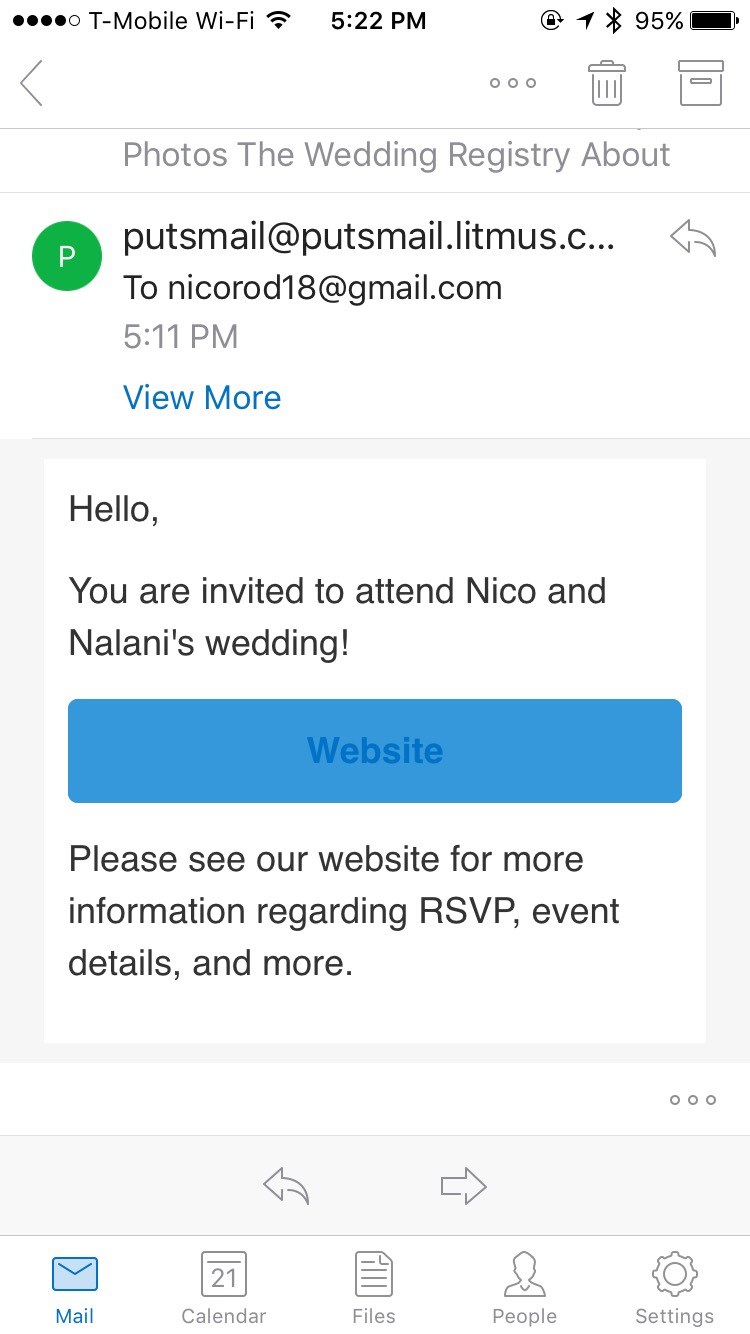 T-Mobile Wi-Fi 5:22 PM 95%
Photos The Wedding Registry About
P
putsmail@putsmail.litmus.c...
To nicorod18@gmail.com
5:11 PM
View More
Hello,
You are invited to attend Nico and
Nalani's wedding!
Website
Please see our website for more
information regarding RSVP, event
details, and more.
21
Mail Calendar Files People Settings